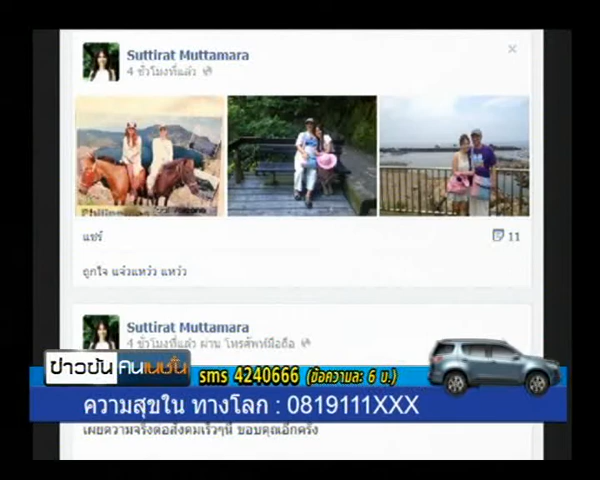 Suttirat Muttamara
4 ชั่วโมงที่แล้ว
Philippines
แชร์
11
ถูกใจ แจ๋วแหว๋ว แหว๋ว
Suttirat Muttamara
4 ชั่วโมงที่แล้ว ผ่าน โทรศัพท์มือถือ
ข่าวข้น คนเนชั่น
sms 4240666 (ข้อความละ 6 บ.)
ความสุขใน ทางโลก : 0819111XXX
เผยความจริงต่อสังคมเร็วๆนี้ ขอบคุณอีกครั้ง